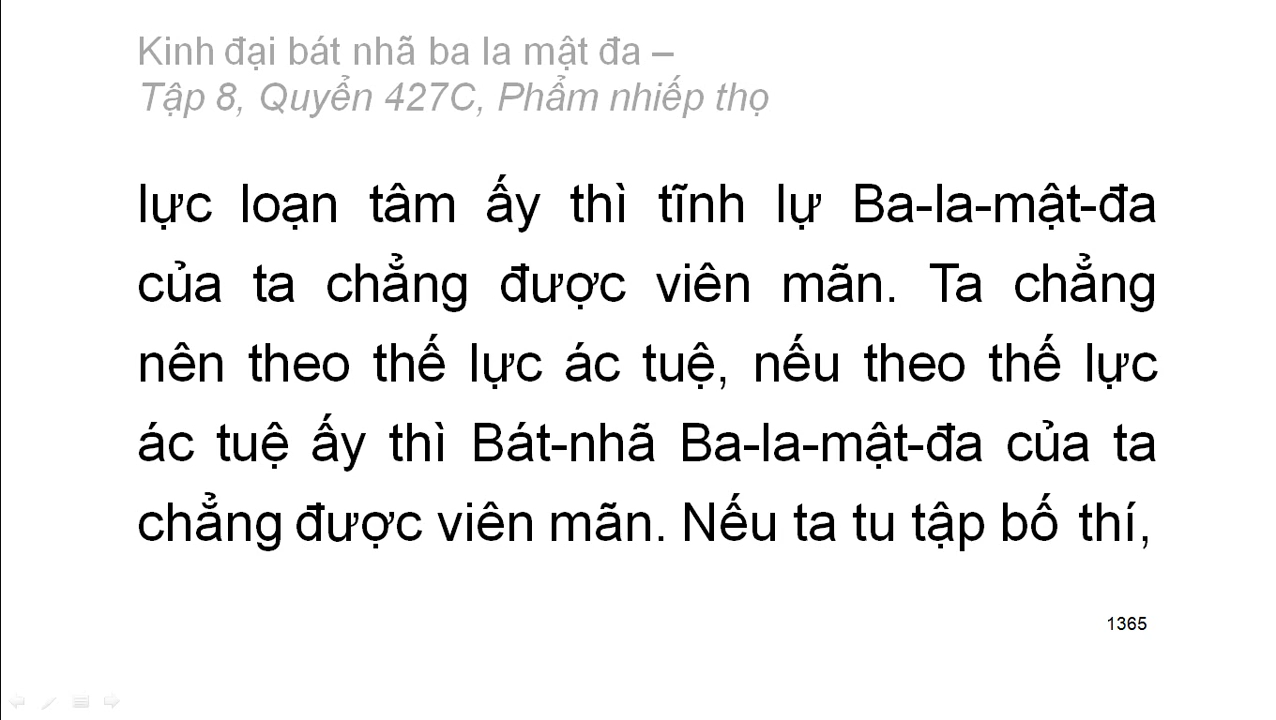 Kinh đại bát nhã ba la mật đa –
Tập 8, Quyển 427C, Phẩm nhiếp thọ
lực loạn tâm ấy thì tĩnh lự Ba-la-mật-đa
của ta chẳng được viên mãn. Ta chẳng
nên theo thế lực ác tuệ, nếu theo thế lực
ác tuệ ấy thì Bát-nhã Ba-la-mật-đa của ta
chẳng được viên mãn. Nếu ta tu tập bố thí,
1365